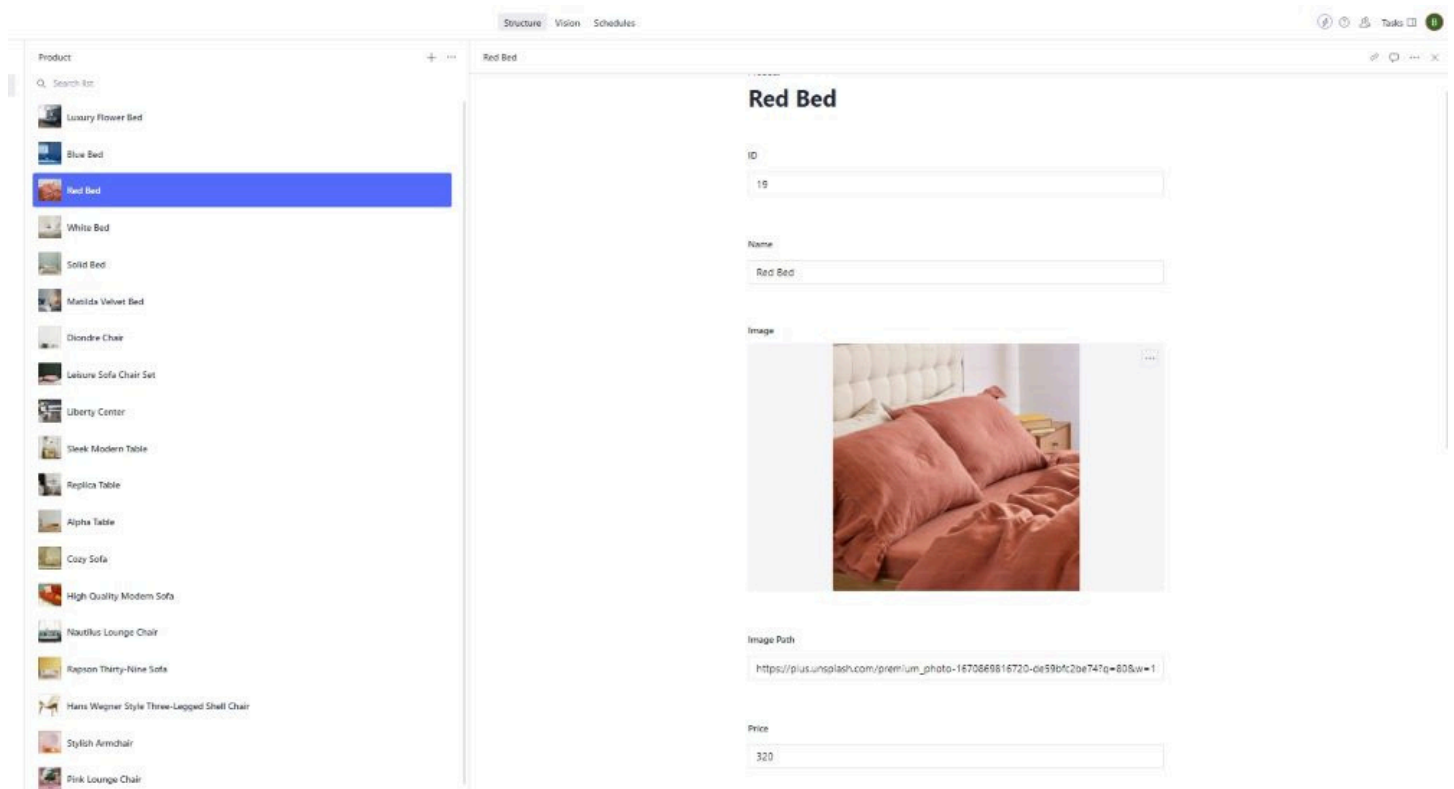 Structure Vision Schedules
Tasks
Product
Search list
Luxury Flower Bed
Blue Bed
Red Bed
White Bed
Solid Bed
Matilda Velvet Bed
Diondre Chair
Leisure Sofa Chair Set
Liberty Center
Sleek Modern Table
Replica Table
Alpha Table
Cozy Sofa
High Quality Modern Sofa
Nautilus Lounge Chair
Rapson Thirty-Nine Sofa
Hans Wegner Style Three-Legged Shell Chair
Stylish Armchair
Pink Lounge Chair
Red Bed
Red Bed
ID
19
Name
Red Bed
Image
Image Path
https://plus.unsplash.com/premium_photo-1670869816720-de59bfc2be74?q=80&w=1
Price
320